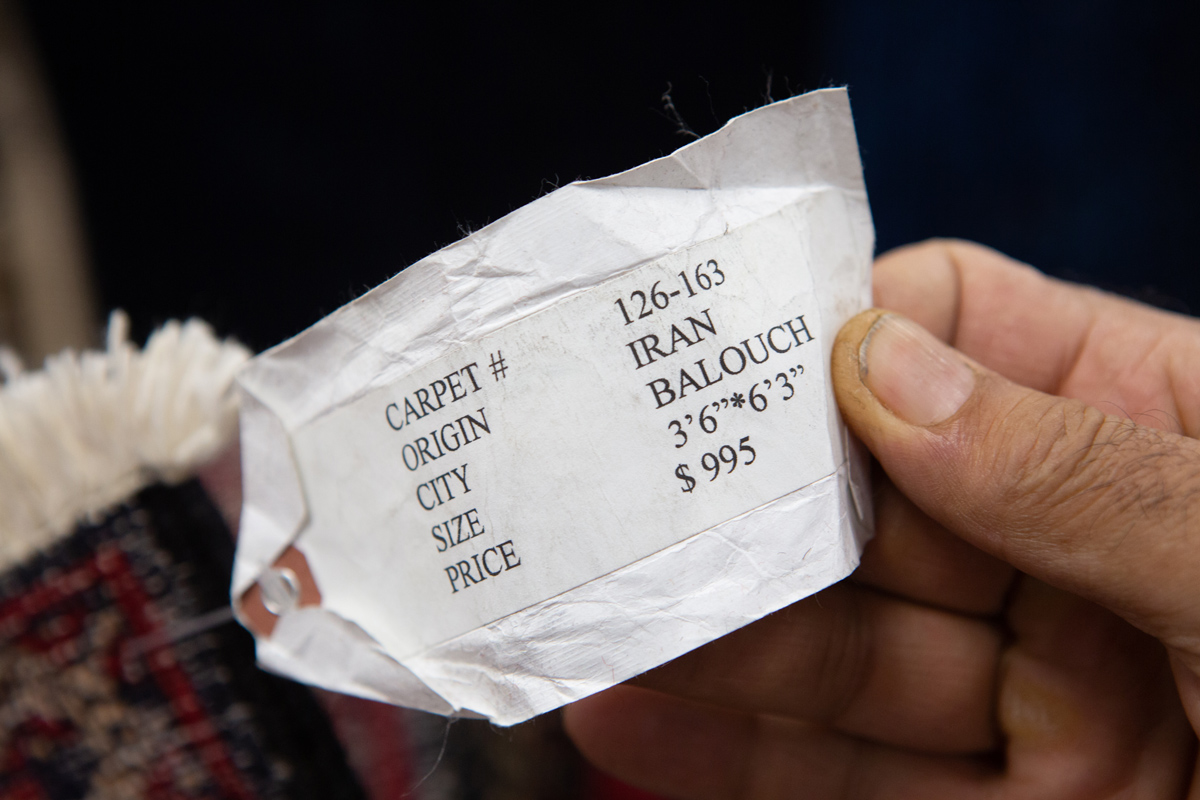 CARPET # 126-163
ORIGIN IRAN
CITY BALOUCH
SIZE 3’6”*6’3”
PRICE $ 995